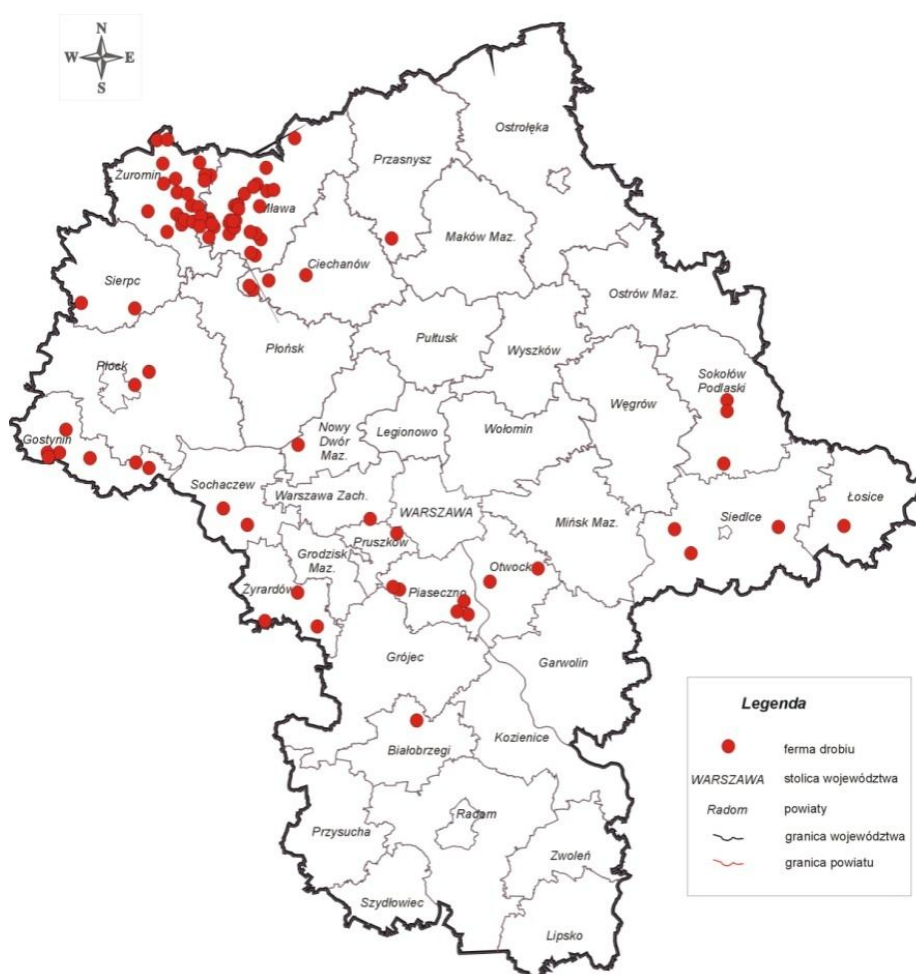 N
W E
S
Ostrołęka
Przasnysz
Żuromin
Mława
Maków Maz.
Ciechanów
Sierpc
Ostrów Maz.
Płońsk
Pułtusk
Wyszków
Płock
Sokołów
Podlaski
Węgrów
Gostynin
Nowy
Dwór
Maz.
Legionowo
Wołomin
Sochaczew
Warszawa Zach.
WARSZAWA
Mińsk Maz.
Siedlce
Łosice
Pruszków
Grodzisk
Maz.
Otwock
Żyrardów
Piaseczno
Grójec
Garwolin
Białobrzegi
Kozienice
Radom
Przysucha
Zwoleń
Szydłowiec
Lipsko
Legenda
ferma drobiu
WARSZAWA stolica województwa
Radom powiaty
granica województwa
granica powiatu